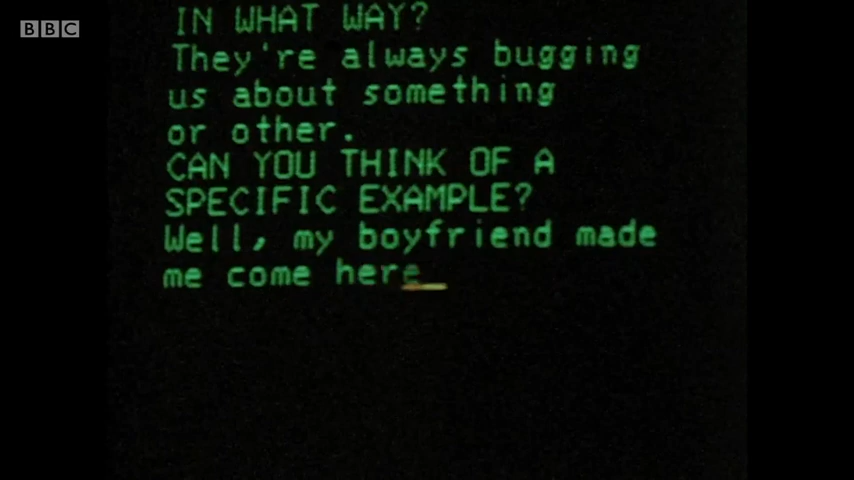 BBC
IN WHAT WAY?
They're always bugging
us about something
or other.
CAN YOU THINK OF A
SPECIFIC EXAMPLE?
Well, my boyfriend made
me come here